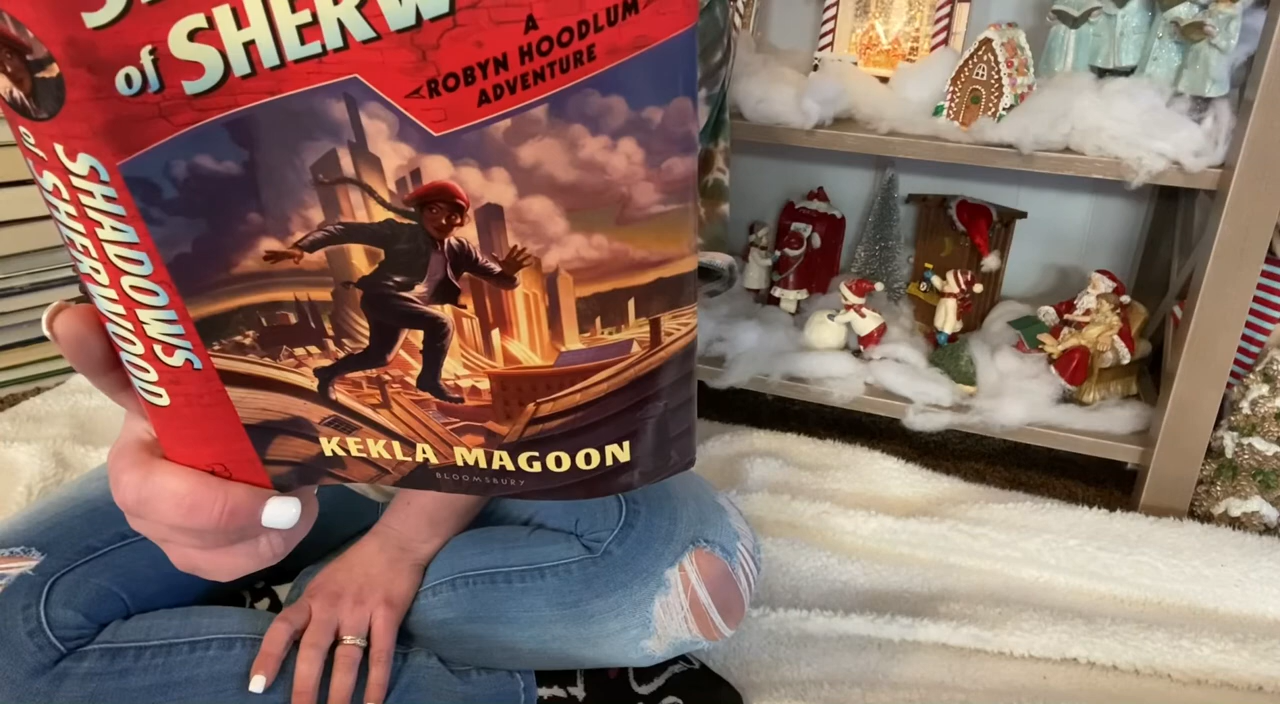 of SHERW
A
ROBYN HOODLUM
ADVENTURE
SHADOWS
of SHERWOOD
KEKLA MAGOON
BLOOMSBURY